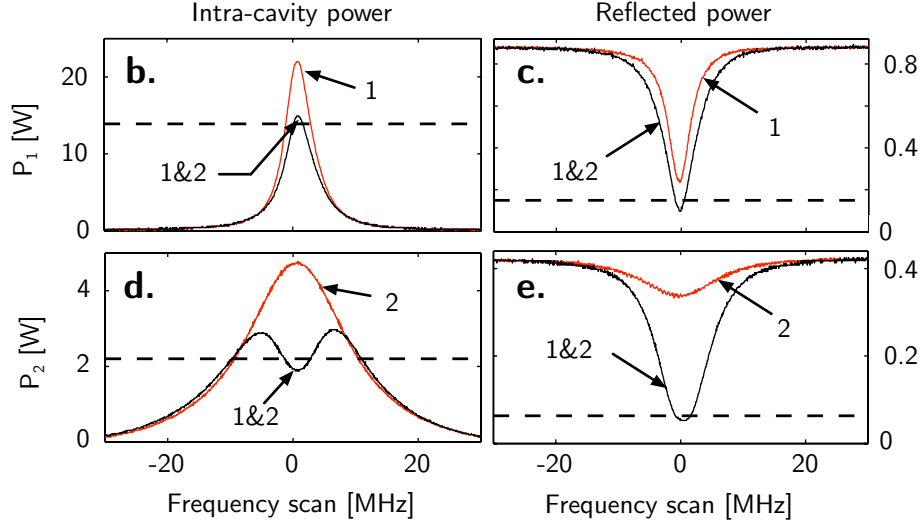 Intra-cavity power
Reflected power
b.
20
10
0
P1 [W]
1
1&2
c.
0.8
0.4
0
1
1&2
d.
4
2
0
P2 [W]
2
1&2
e.
0.4
0.2
0
2
1&2
-20
0
20
-20
0
20
Frequency scan [MHz]
Frequency scan [MHz]